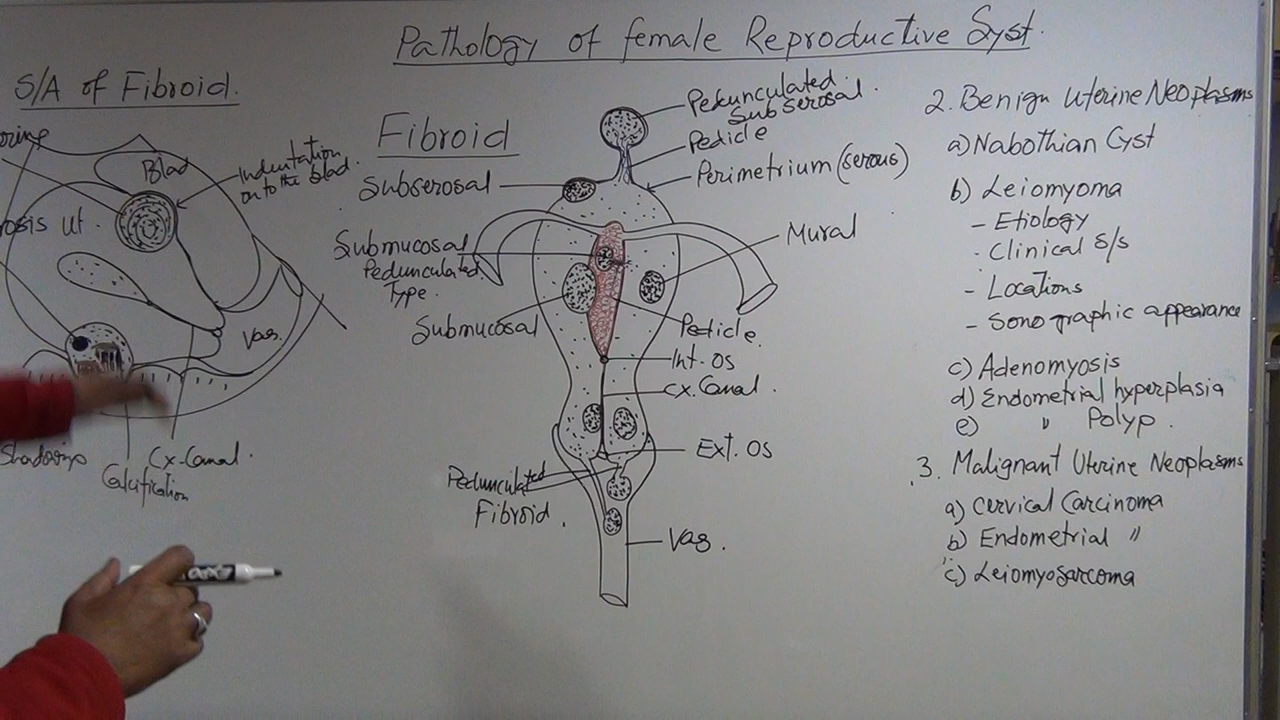 Pathology of female Reproductive Syst.
S/A of Fibroid.
Blad
Indentation
onto the blad.
Ut.
Vag.
Cx-Canal.
Calcification
Fibroid
Pedunculated
Subserosal.
Pedicle
Perimetrium (serous)
Subserosal
Submucosal
Pedunculated
Type.
Mural
Submucosal
Pedicle
Int. Os
Cx. Canal.
Ext. Os
Pedunculated
Fibroid.
Vag.
2. Benign Uterine Neoplasms
a) Nabothian Cyst
b) Leiomyoma
- Etiology
- Clinical S/s
- Locations
- Sonographic appearance
c) Adenomyosis
d) Endometrial hyperplasia
e) " Polyp.
3. Malignant Uterine Neoplasms
a) Cervical Carcinoma
b) Endometrial "
c) Leiomyosarcoma